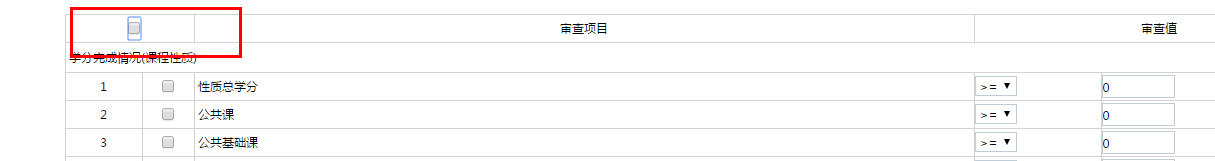 审查项目 审查值
学分完成情况(课程性质)
1 性质总学分 >= 0
2 公共课 >= 0
3 公共基础课 >= 0